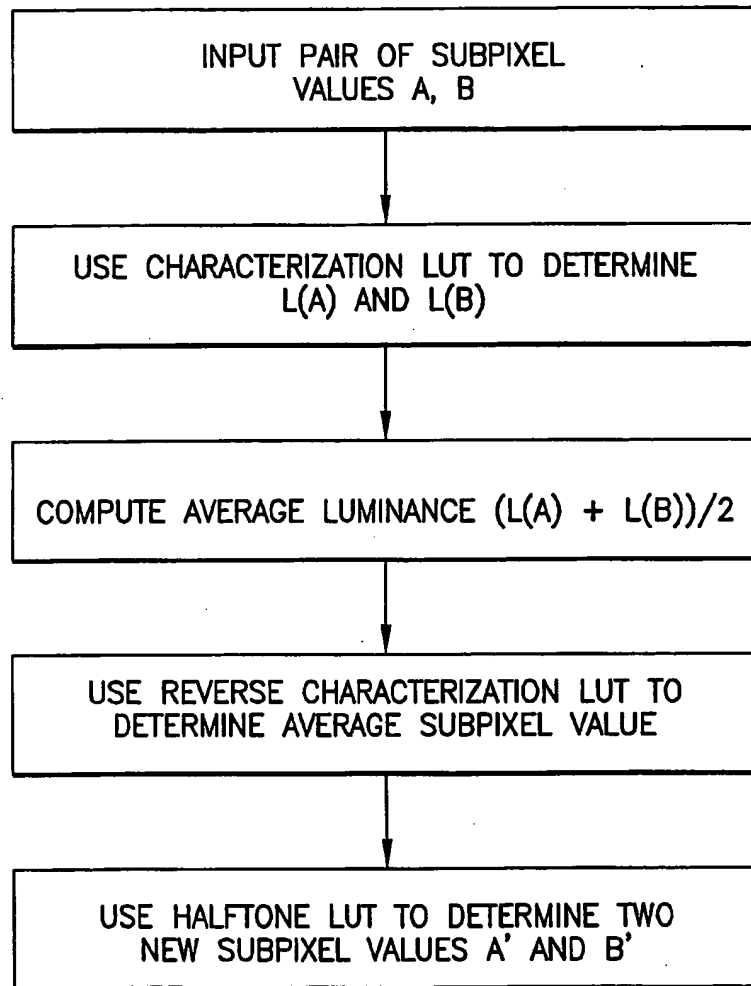 INPUT PAIR OF SUBPIXEL
VALUES A, B
USE CHARACTERIZATION LUT TO DETERMINE
L(A) AND L(B)
COMPUTE AVERAGE LUMINANCE (L(A) + L(B))/2
USE REVERSE CHARACTERIZATION LUT TO
DETERMINE AVERAGE SUBPIXEL VALUE
USE HALFTONE LUT TO DETERMINE TWO
NEW SUBPIXEL VALUES A' AND B'